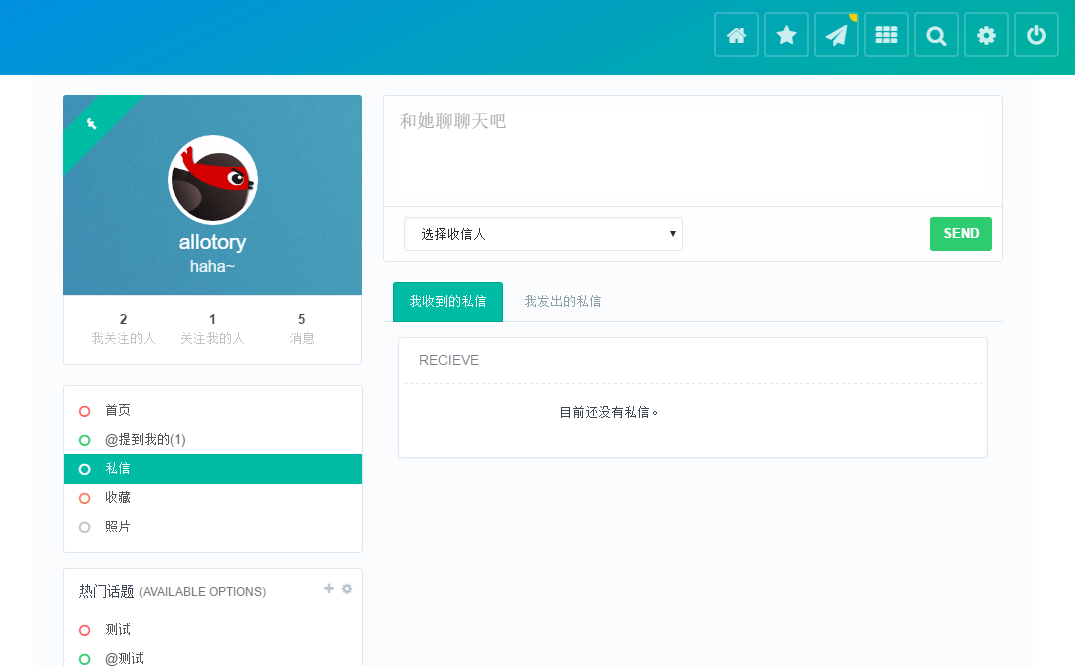 allotory
haha~
2 1 5
我关注的人 关注我的人 消息
首页
@提到我的(1)
私信
收藏
照片
热门话题 (AVAILABLE OPTIONS)
测试
@测试
和她聊聊天吧
选择收信人
SEND
我收到的私信 我发出的私信
RECIEVE
目前还没有私信。